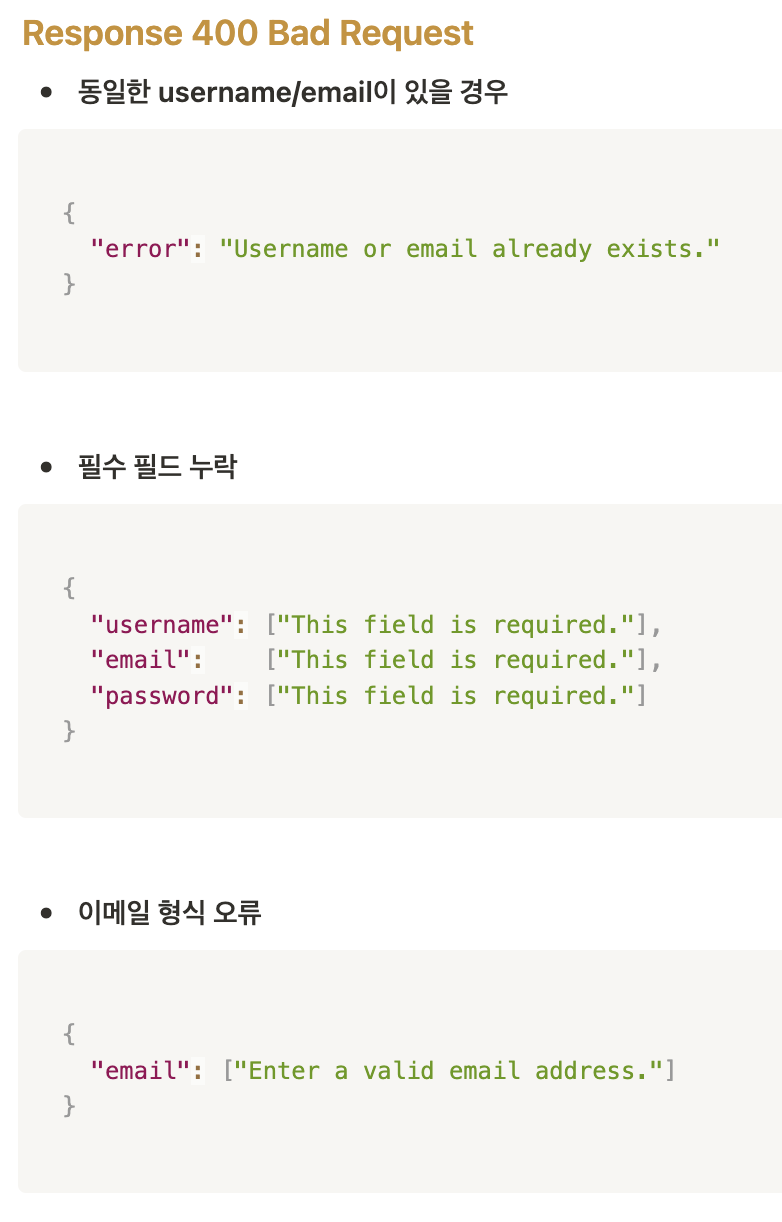 Response 400 Bad Request
• 동일한 username/email이 있을 경우
{
  "error": "Username or email already exists."
}
• 필수 필드 누락
{
  "username": ["This field is required."],
  "email":    ["This field is required."],
  "password": ["This field is required."]
}
• 이메일 형식 오류
{
  "email": ["Enter a valid email address."]
}